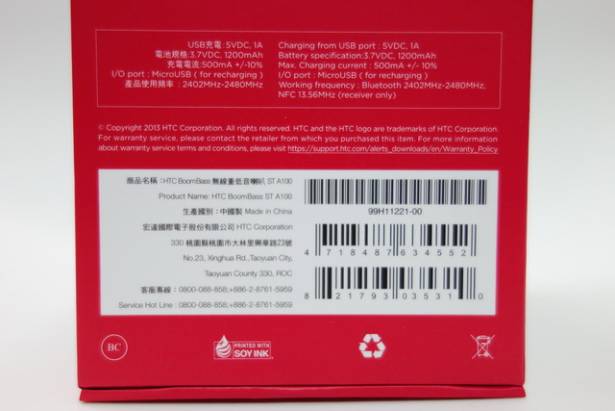 USB充電 : 5VDC, 1A
電池規格 : 3.7VDC, 1200mAh
充電電流:500mA +/-10%
I/O port : MicroUSB ( for recharging )
產品使用頻率 : 2402MHz-2480MHz
Charging from USB port : 5VDC, 1A
Battery specification:3.7VDC, 1200mAh
Max. Charging current : 500mA +/- 10%
I/O port : MicroUSB ( for recharging )
Working frequency : Bluetooth 2402MHz-2480MHz,
NFC 13.56MHz (receiver only)
© Copyright 2013 HTC Corporation. All rights reserved. HTC and the HTC logo are trademarks of HTC Corporation.
For warranty service, please contact the retailer from which you purchased this item. For more information
about warranty service terms and conditions, please visit https://support.htc.com/alerts_downloads/en/Warranty_Policy.
商品名稱 : HTC BoomBass 無線重低音喇叭 ST A100
Product Name: HTC BoomBass ST A100
生產國別 : 中國製 Made in China
宏達國際電子股份有限公司 HTC Corporation
330 桃園縣桃園市大林里興華路23號
No.23, Xinghua Rd.,Taoyuan City,
Taoyuan County 330, ROC
客服專線 : 0800-088-858;+886-2-8761-5959
Service Hot Line : 0800-088-858;+886-2-8761-5959
99H11221-00
4 718487 634552
8 21793 03551 0
BC
PRINTED WITH
SOY INK